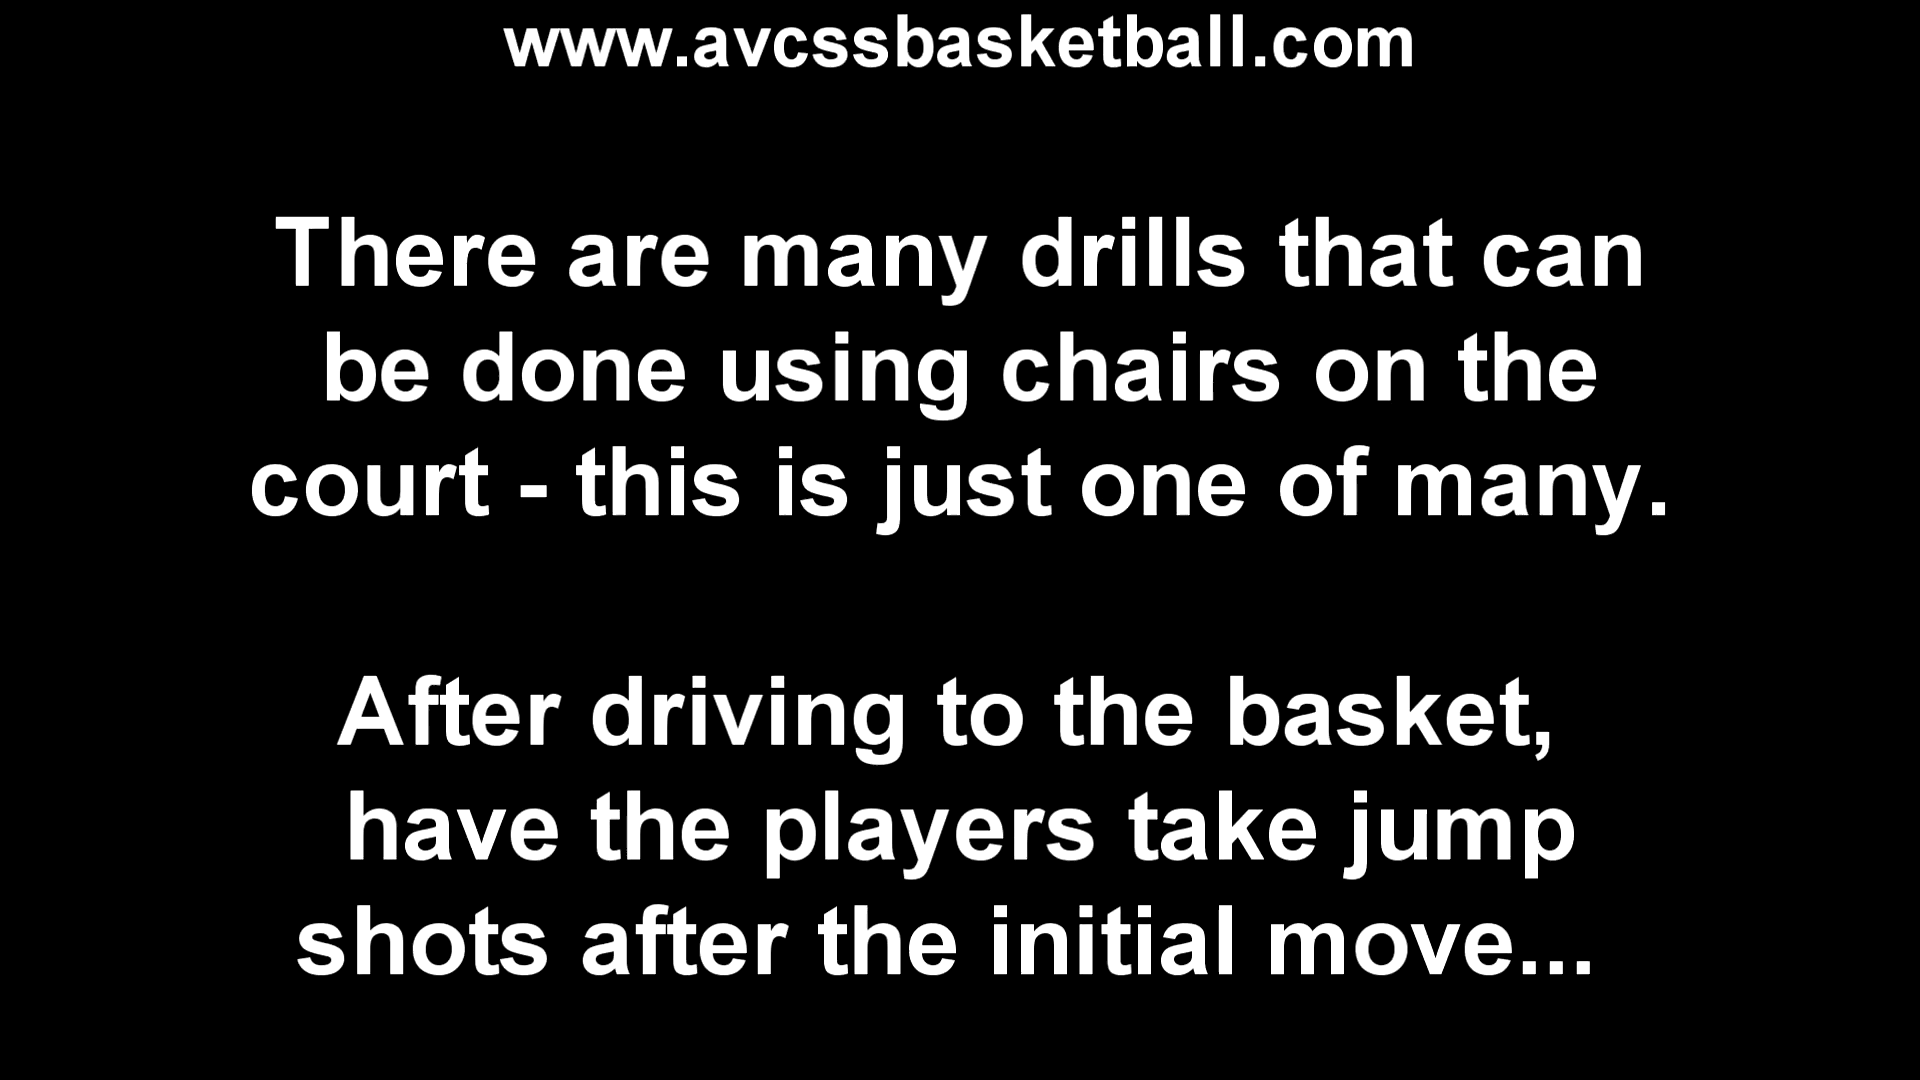 www.avcssbasketball.com
There are many drills that can
be done using chairs on the
court - this is just one of many.
After driving to the basket,
have the players take jump
shots after the initial move...